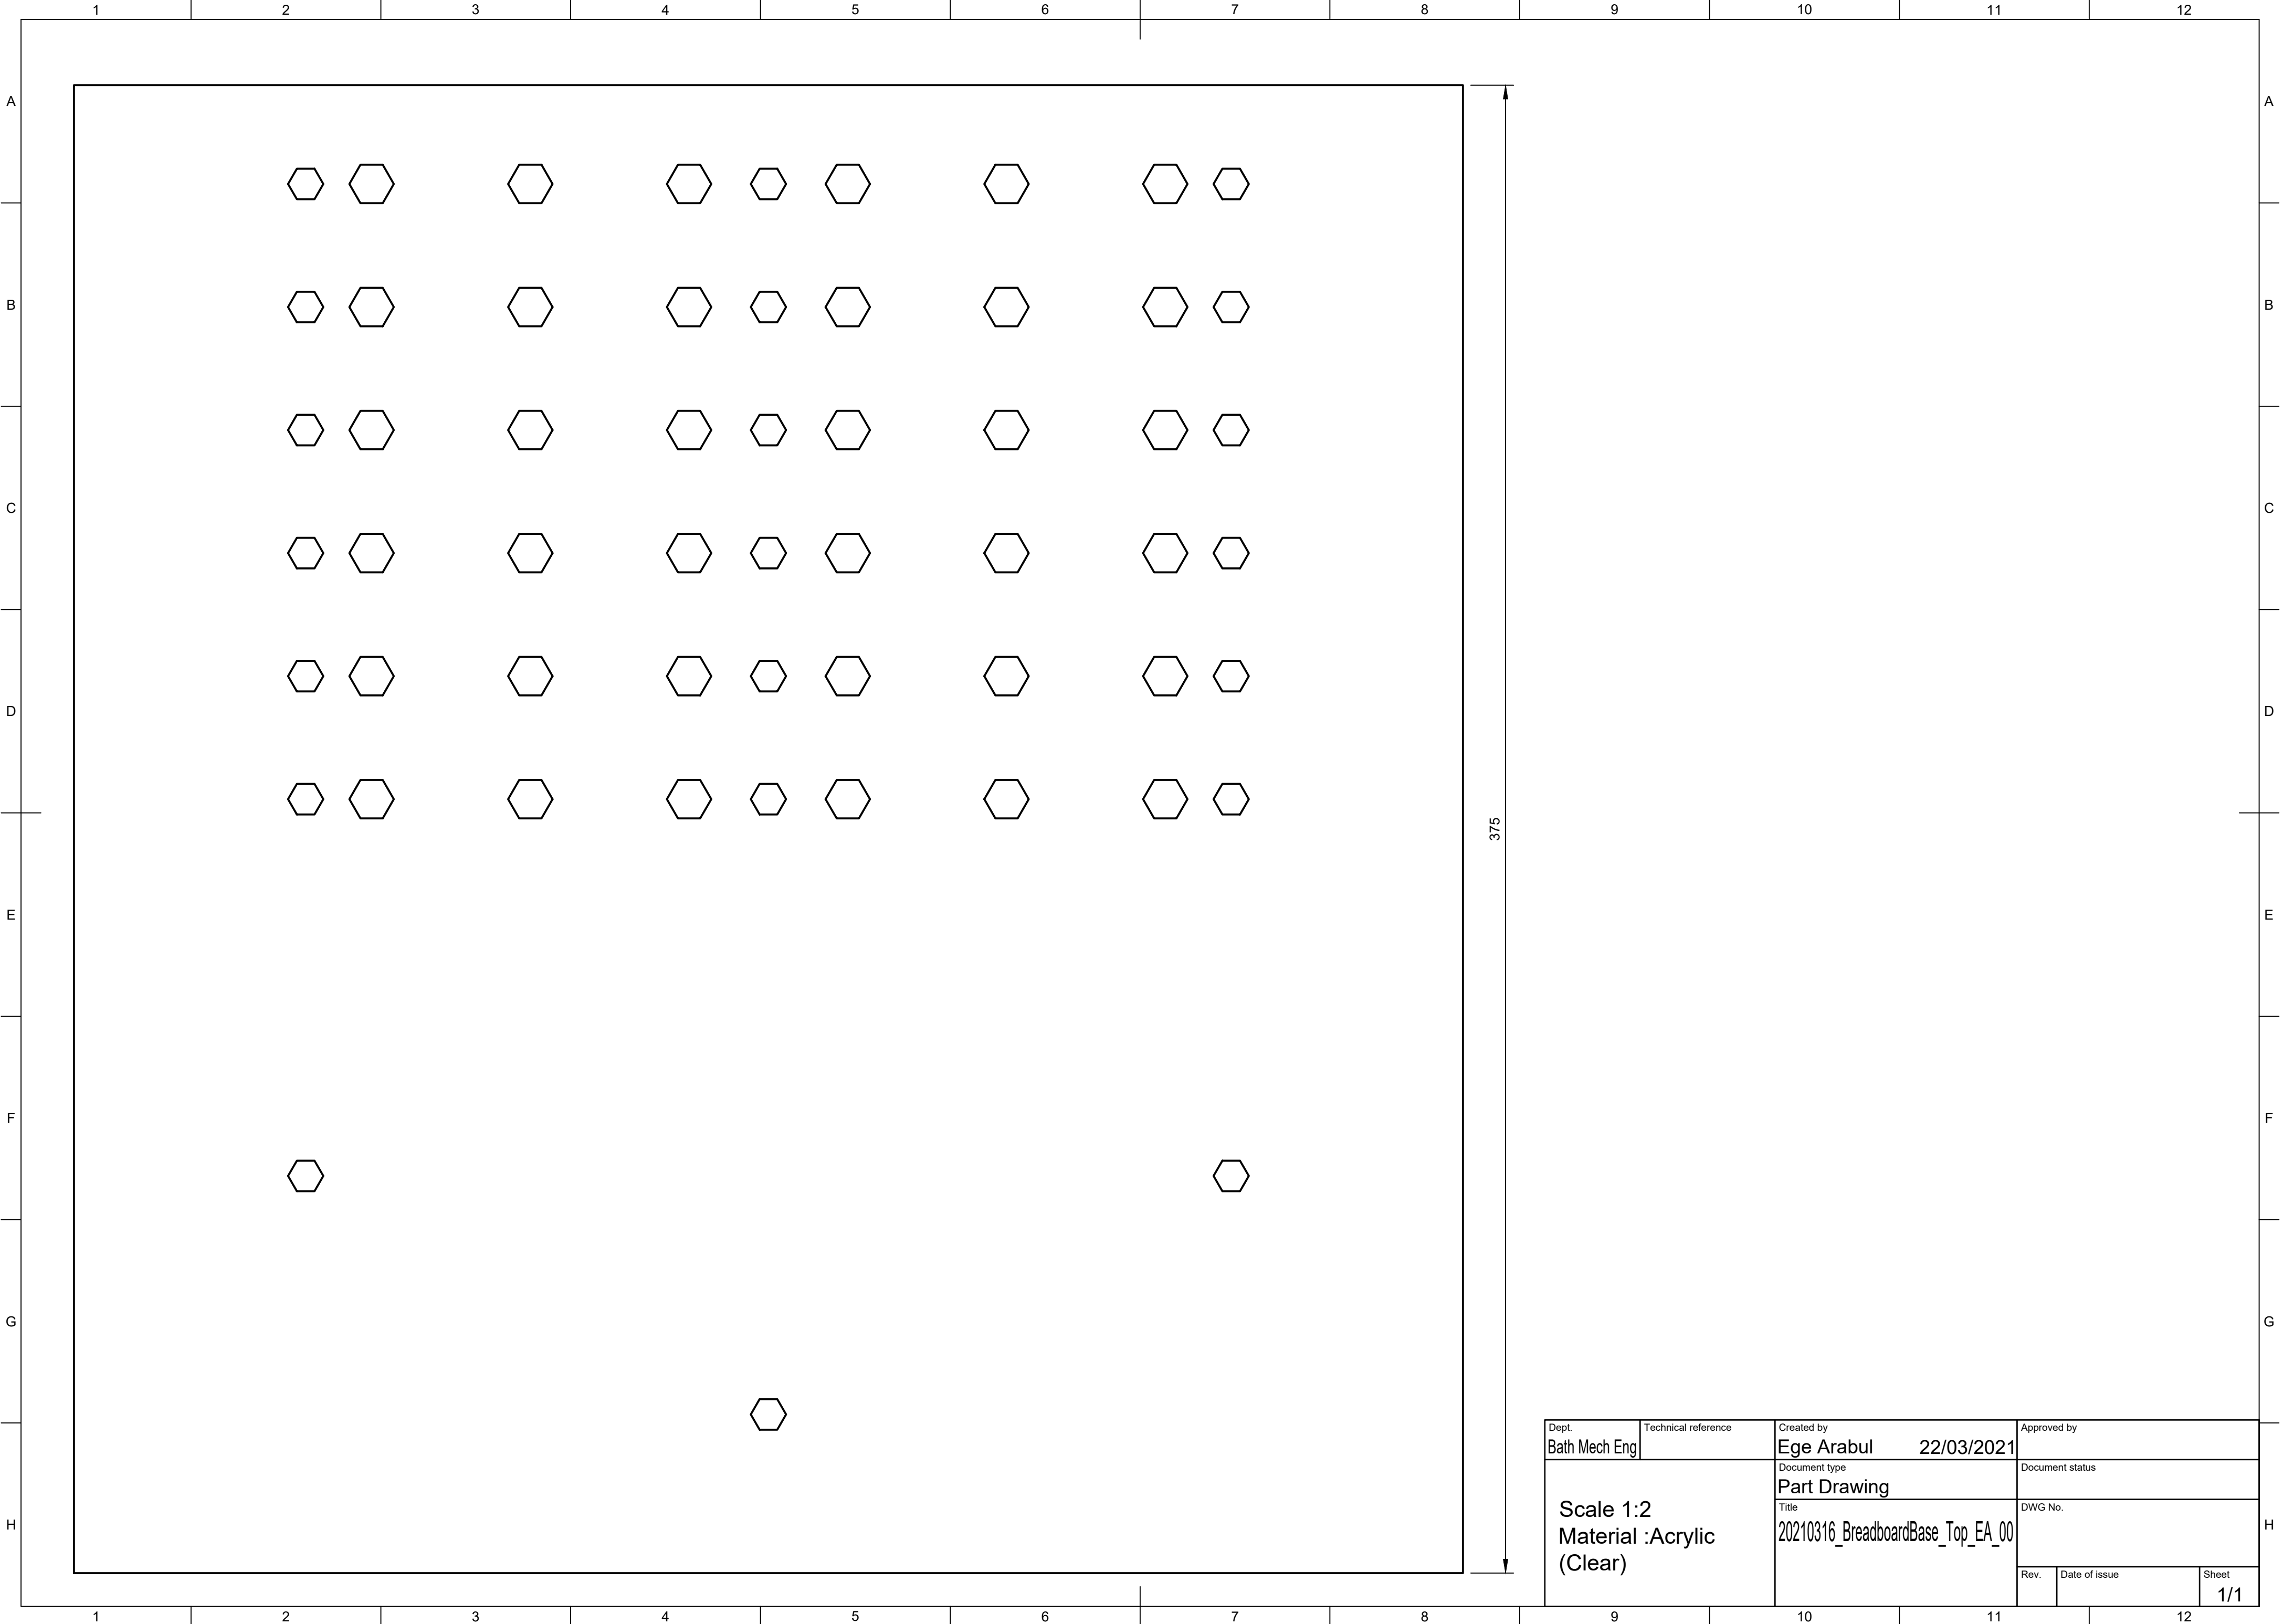 1 2 3 4 5 6 7 8 9 10 11 12
A A
B B
C C
D D
375
E E
F F
G G
Dept. Technical reference Created by Approved by
Bath Mech Eng Ege Arabul 22/03/2021
Document type Document status
Part Drawing
Scale 1:2
Material :Acrylic
(Clear)
Title DWG No.
20210316_BreadboardBase_Top_EA_00
H H
Rev. Date of issue Sheet
1/1
1 2 3 4 5 6 7 8 9 10 11 12